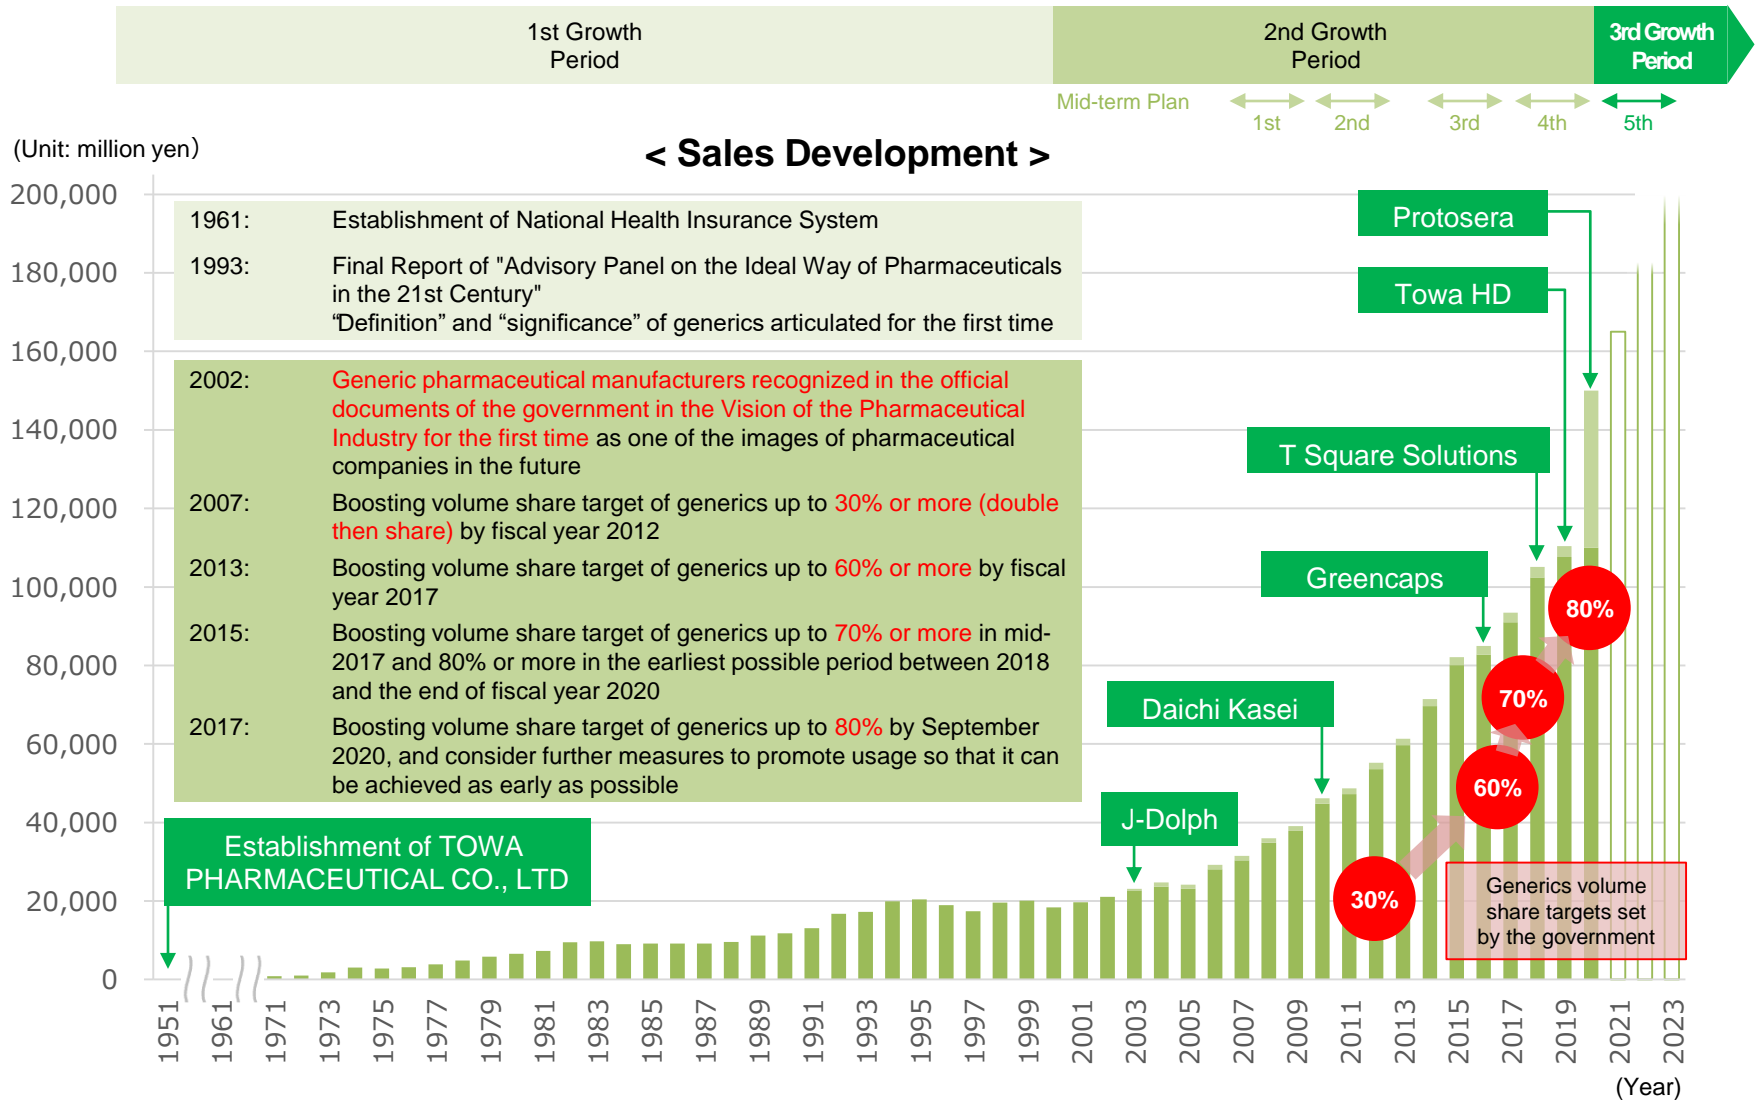 1st Growth
Period
2nd Growth
Period
3rd Growth
Period
Mid-term Plan
1st
2nd
3rd
4th
5th
(Unit: million yen)
< Sales Development >
200,000
180,000
160,000
140,000
120,000
100,000
80,000
60,000
40,000
20,000
0
1961: Establishment of National Health Insurance System
1993: Final Report of "Advisory Panel on the Ideal Way of Pharmaceuticals
in the 21st Century"
“Definition” and “significance” of generics articulated for the first time
2002: Generic pharmaceutical manufacturers recognized in the official
documents of the government in the Vision of the Pharmaceutical
Industry for the first time as one of the images of pharmaceutical
companies in the future
2007: Boosting volume share target of generics up to 30% or more (double
then share) by fiscal year 2012
2013: Boosting volume share target of generics up to 60% or more by fiscal
year 2017
2015: Boosting volume share target of generics up to 70% or more in mid-
2017 and 80% or more in the earliest possible period between 2018
and the end of fiscal year 2020
2017: Boosting volume share target of generics up to 80% by September
2020, and consider further measures to promote usage so that it can
be achieved as early as possible
Establishment of TOWA
PHARMACEUTICAL CO., LTD
J-Dolph
Daichi Kasei
Greencaps
T Square Solutions
Towa HD
Protosera
30%
60%
70%
80%
Generics volume
share targets set
by the government
1951
1961
1971
1973
1975
1977
1979
1981
1983
1985
1987
1989
1991
1993
1995
1997
1999
2001
2003
2005
2007
2009
2011
2013
2015
2017
2019
2021
2023
(Year)